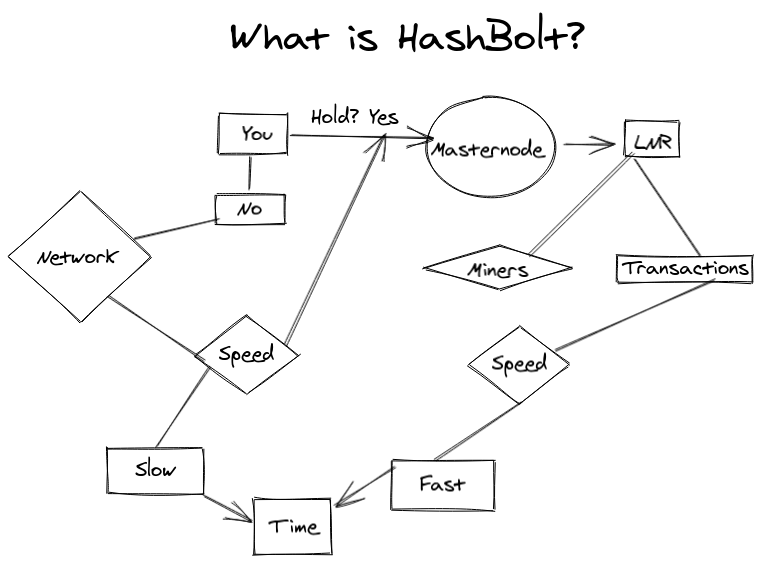 What is HashBolt?
Hold? Yes
You
Masternode
LNR
No
Network
Miners
Transactions
Speed
Speed
Slow
Fast
Time